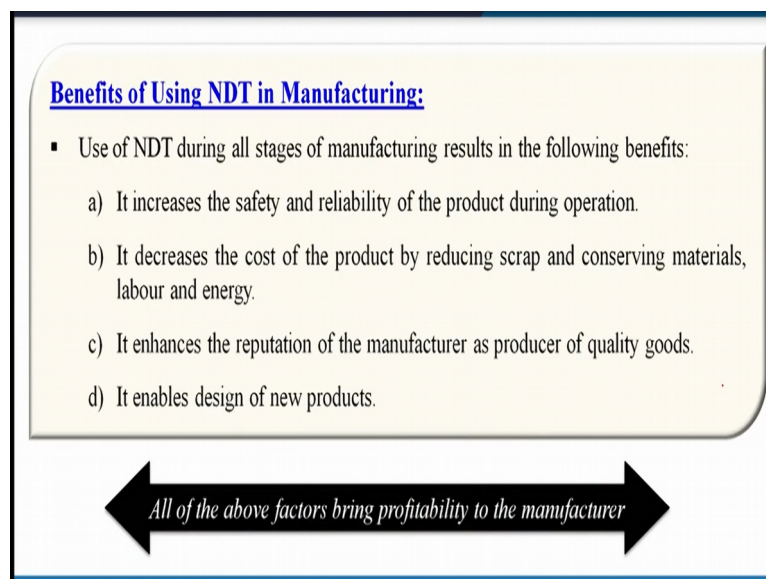 Benefits of Using NDT in Manufacturing:
▪ Use of NDT during all stages of manufacturing results in the following benefits:
a) It increases the safety and reliability of the product during operation.
b) It decreases the cost of the product by reducing scrap and conserving materials,
labour and energy.
c) It enhances the reputation of the manufacturer as producer of quality goods.
d) It enables design of new products.
All of the above factors bring profitability to the manufacturer